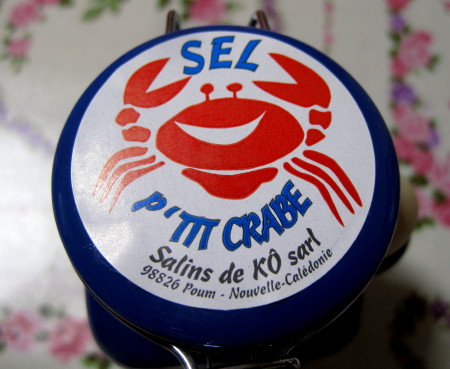 SEL
p'tit CRABE
Salins de KÔ sarl
98826 Poum - Nouvelle-Calédonie